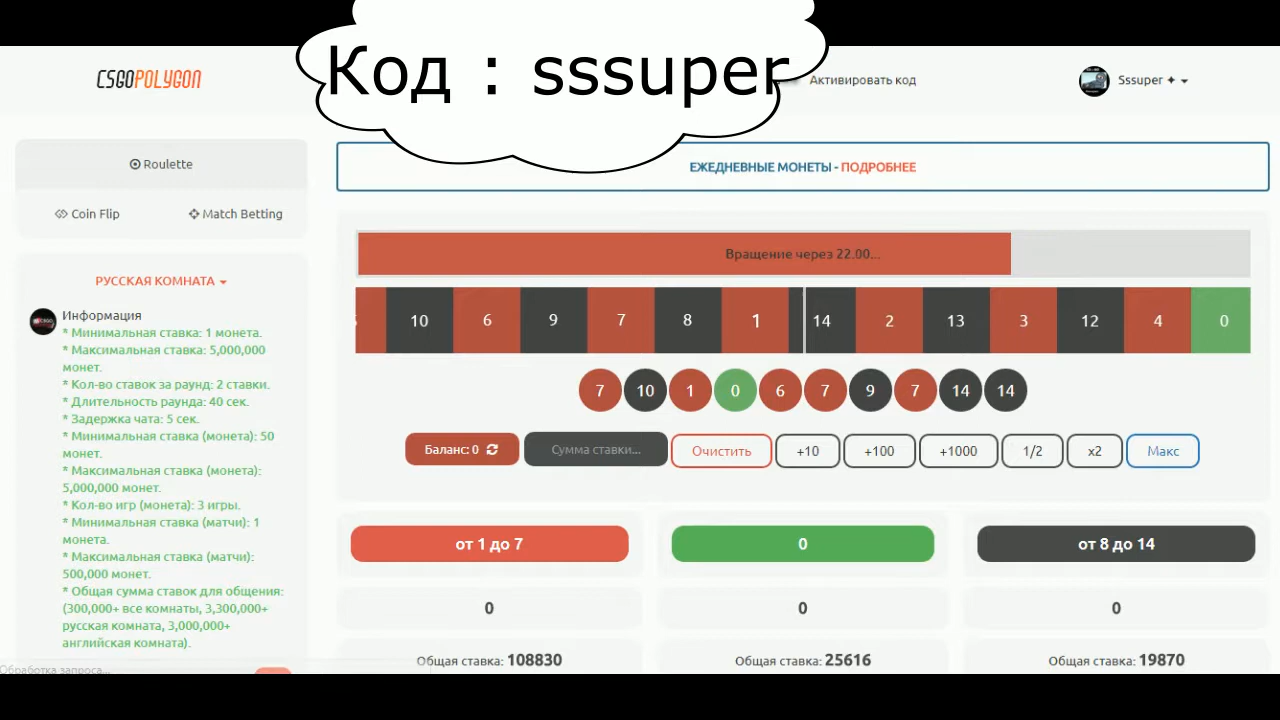 Код : sssuper
CSGOPOLYGON
Активировать код
Sssuper ✦
Roulette
Coin Flip
Match Betting
ЕЖЕДНЕВНЫЕ МОНЕТЫ - ПОДРОБНЕЕ
РУССКАЯ КОМНАТА
Информация
* Минимальная ставка: 1 монета.
* Максимальная ставка: 5,000,000
монет.
* Кол-во ставок за раунд: 2 ставки.
* Длительность раунда: 40 сек.
* Задержка чата: 5 сек.
* Минимальная ставка (монета): 50
монет.
* Максимальная ставка (монета):
5,000,000 монет.
* Кол-во игр (монета): 3 игры.
* Минимальная ставка (матчи): 1
монета.
* Максимальная ставка (матчи):
500,000 монет.
* Общая сумма ставок для общения:
(300,000+ все комнаты, 3,300,000+
русская комната, 3,000,000+
английская комната).
Обработка запроса...
Вращение через 22.00...
10 6 9 7 8 1 14 2 13 3 12 4 0
7 10 1 0 6 7 9 7 14 14
Баланс: 0 Сумма ставки... Очистить +10 +100 +1000 1/2 x2 Макс
от 1 до 7 0 от 8 до 14
0 0 0
Общая ставка: 108830 Общая ставка: 25616 Общая ставка: 19870